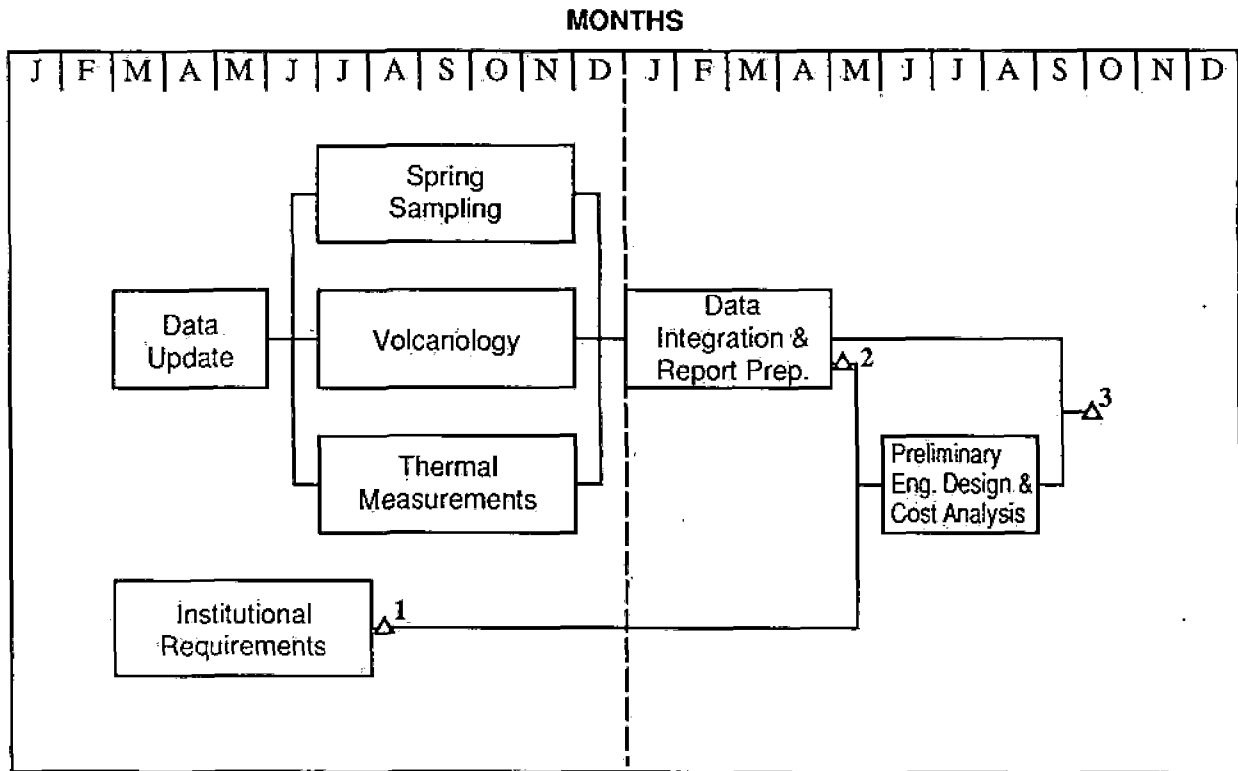 MONTHS
J F M A M J J A S O N D J F M A M J J A S O N D
Spring
Sampling
Data
Update
Volcanology
Data
Integration &
Report Prep.
2
3
Thermal
Measurements
Preliminary
Eng. Design &
Cost Analysis
Institutional
Requirements
1